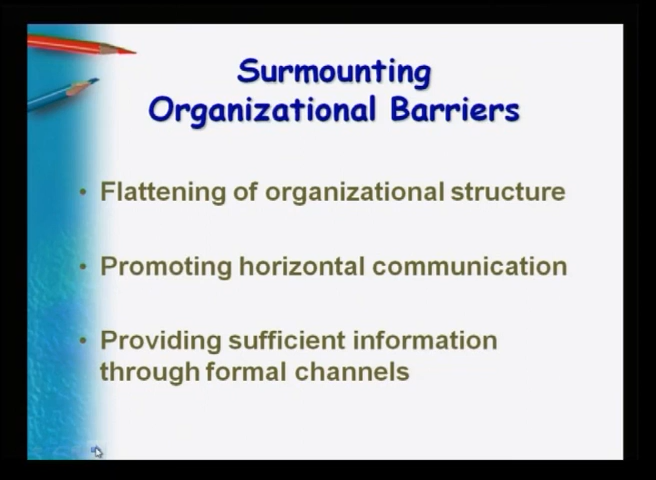 Surmounting
Organizational Barriers
• Flattening of organizational structure
• Promoting horizontal communication
• Providing sufficient information
through formal channels